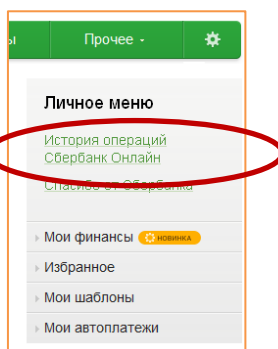 ы Прочее
Личное меню
История операций
Сбербанк Онлайн
Спасибо от Сбербанка
Мои финансы НОВИНКА
Избранное
Мои шаблоны
Мои автоплатежи